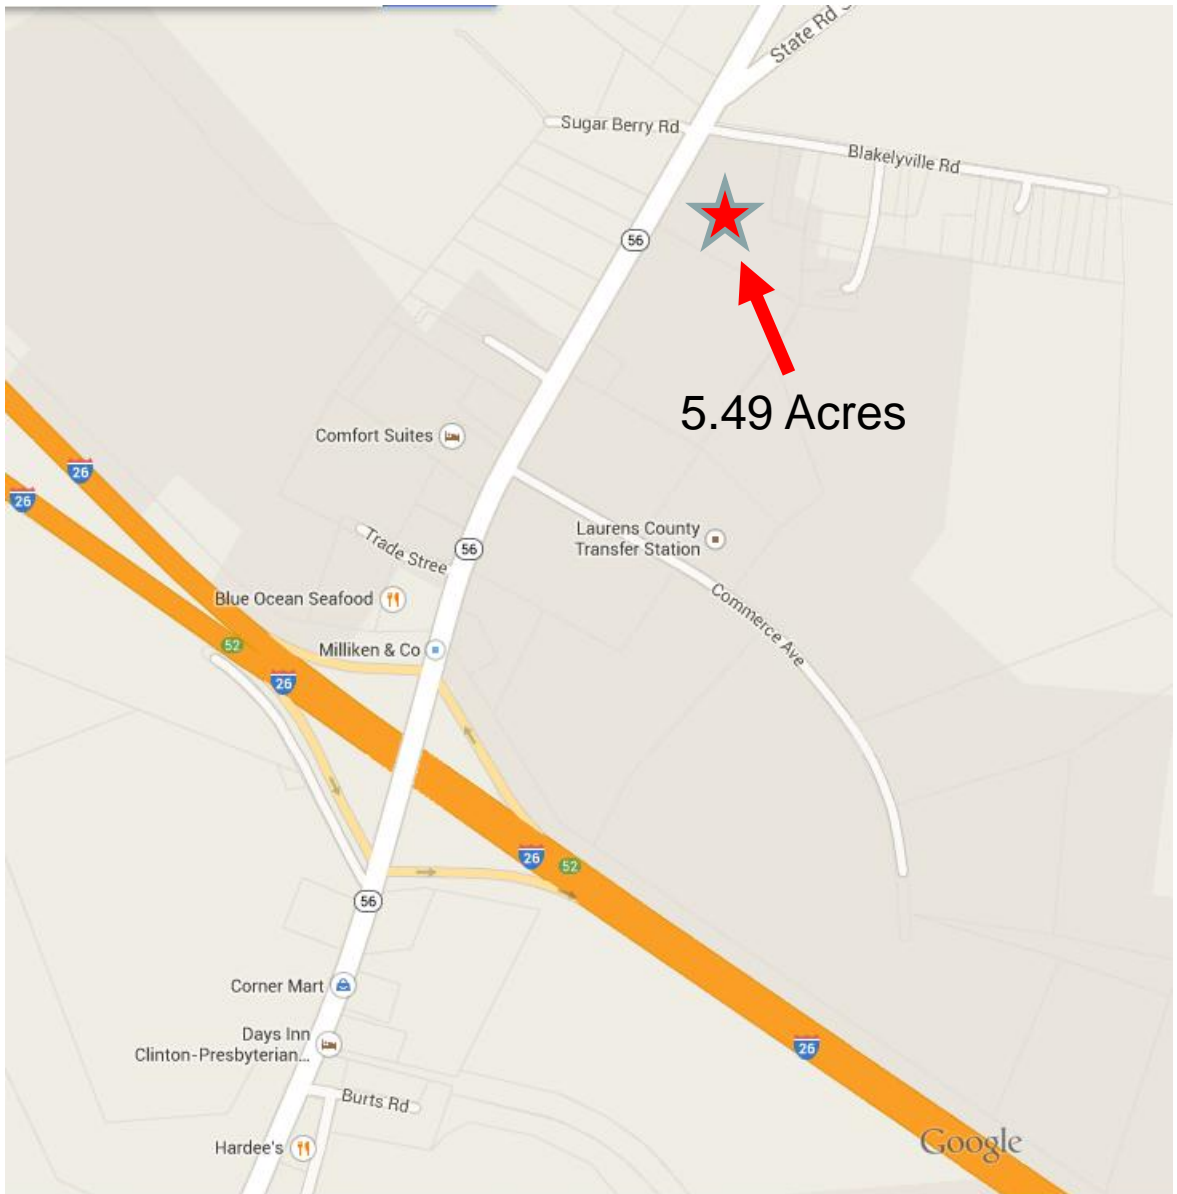 State Rd S
Sugar Berry Rd
Blakelyville Rd
56
5.49 Acres
Comfort Suites
26
26
Laurens County
Transfer Station
56
Trade Stree
Blue Ocean Seafood
Commerce Ave
52
Milliken & Co
26
26
52
56
Corner Mart
Days Inn
Clinton-Presbyterian...
26
Burts Rd
Hardee's
Google